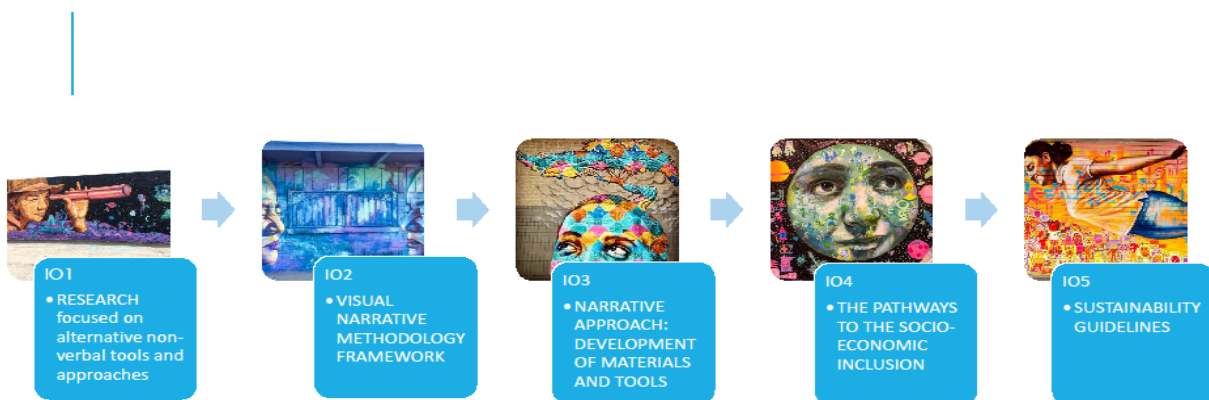 IO1
• RESEARCH
focused on
alternative non-
verbal tools and
approaches
IO2
• VISUAL
NARRATIVE
METHODOLOGY
FRAMEWORK
IO3
• NARRATIVE
APPROACH:
DEVELOPMENT
OF MATERIALS
AND TOOLS
IO4
• THE PATHWAYS
TO THE SOCIO-
ECONOMIC
INCLUSION
IO5
• SUSTAINABILITY
GUIDELINES